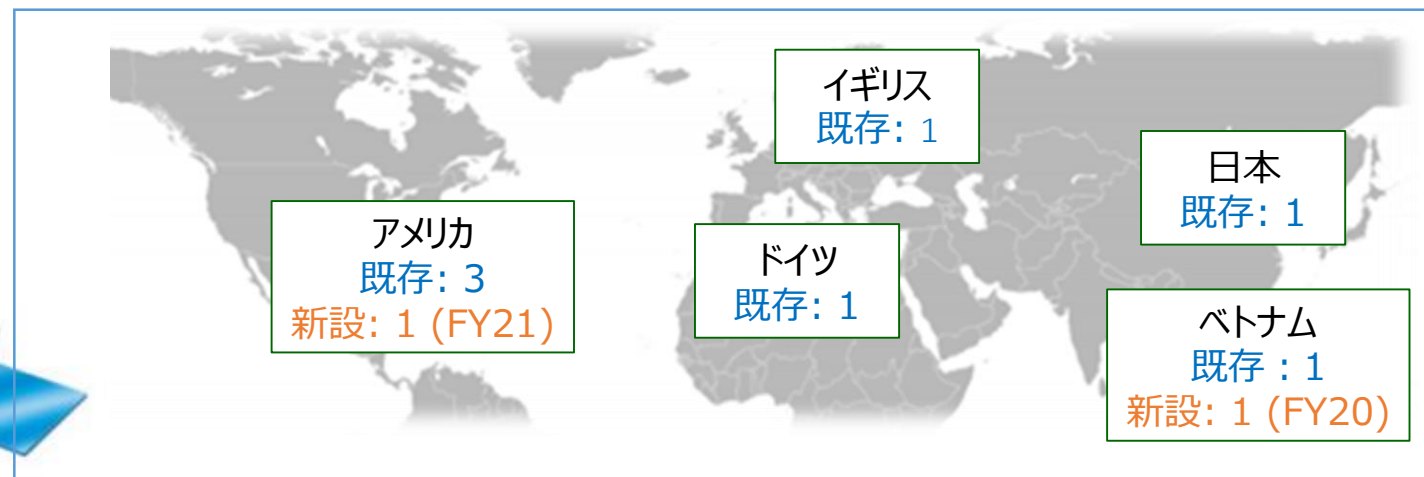 イギリス
既存: 1
日本
既存: 1
アメリカ
既存: 3
新設: 1 (FY21)
ドイツ
既存: 1
ベトナム
既存 : 1
新設: 1 (FY20)